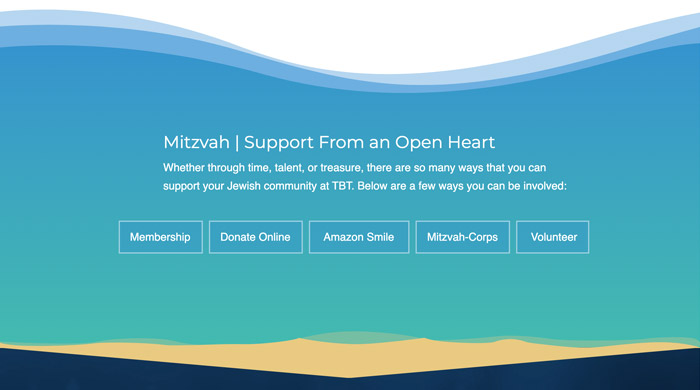 Mitzvah | Support From an Open Heart
Whether through time, talent, or treasure, there are so many ways that you can
support your Jewish community at TBT. Below are a few ways you can be involved:
Membership Donate Online Amazon Smile Mitzvah-Corps Volunteer